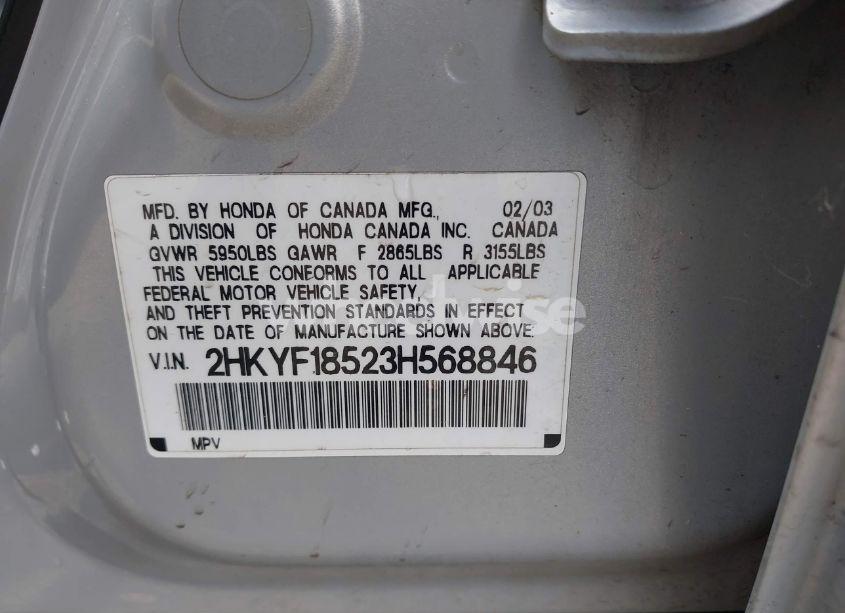 MFD. BY HONDA OF CANADA MFG., 02/03
A DIVISION OF HONDA CANADA INC. CANADA
GVWR 5950LBS GAWR F 2865LBS R 3155LBS
THIS VEHICLE CONFORMS TO ALL APPLICABLE
FEDERAL MOTOR VEHICLE SAFETY,
AND THEFT PREVENTION STANDARDS IN EFFECT
ON THE DATE OF MANUFACTURE SHOWN ABOVE.
V.I.N. 2HKYF18523H568846
MPV